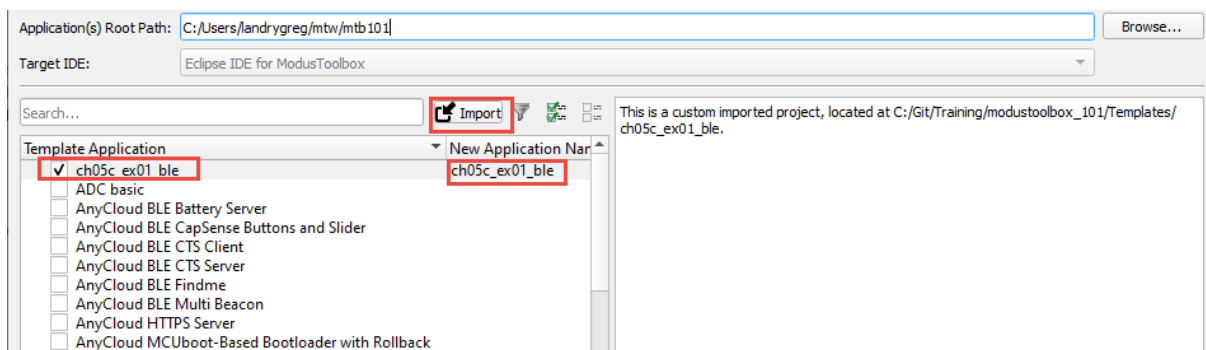 Application(s) Root Path: C:/Users/landrygreg/mtw/mtb101 Browse...
Target IDE: Eclipse IDE for ModusToolbox
Search... Import
Template Application New Application Nar
ch05c_ex01_ble ch05c_ex01_ble
ADC basic
AnyCloud BLE Battery Server
AnyCloud BLE CapSense Buttons and Slider
AnyCloud BLE CTS Client
AnyCloud BLE CTS Server
AnyCloud BLE Findme
AnyCloud BLE Multi Beacon
AnyCloud HTTPS Server
AnyCloud MCUboot-Based Bootloader with Rollback
This is a custom imported project, located at C:/Git/Training/modustoolbox_101/Templates/
ch05c_ex01_ble.